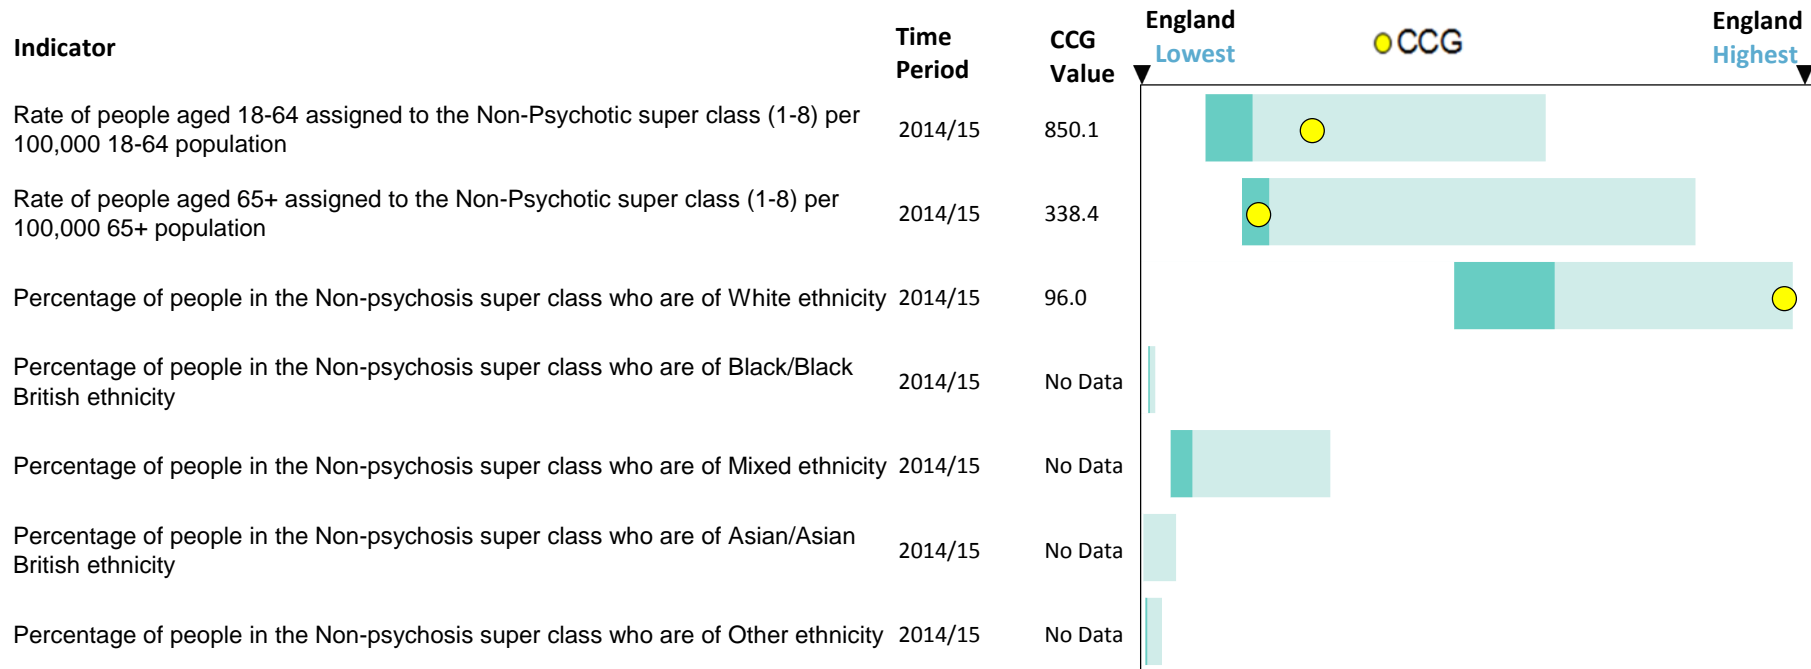 Indicator
Time
Period
CCG
Value
England
Lowest
CCG
England
Highest
Rate of people aged 18-64 assigned to the Non-Psychotic super class (1-8) per
100,000 18-64 population
2014/15
850.1
Rate of people aged 65+ assigned to the Non-Psychotic super class (1-8) per
100,000 65+ population
2014/15
338.4
Percentage of people in the Non-psychosis super class who are of White ethnicity
2014/15
96.0
Percentage of people in the Non-psychosis super class who are of Black/Black
British ethnicity
2014/15
No Data
Percentage of people in the Non-psychosis super class who are of Mixed ethnicity
2014/15
No Data
Percentage of people in the Non-psychosis super class who are of Asian/Asian
British ethnicity
2014/15
No Data
Percentage of people in the Non-psychosis super class who are of Other ethnicity
2014/15
No Data